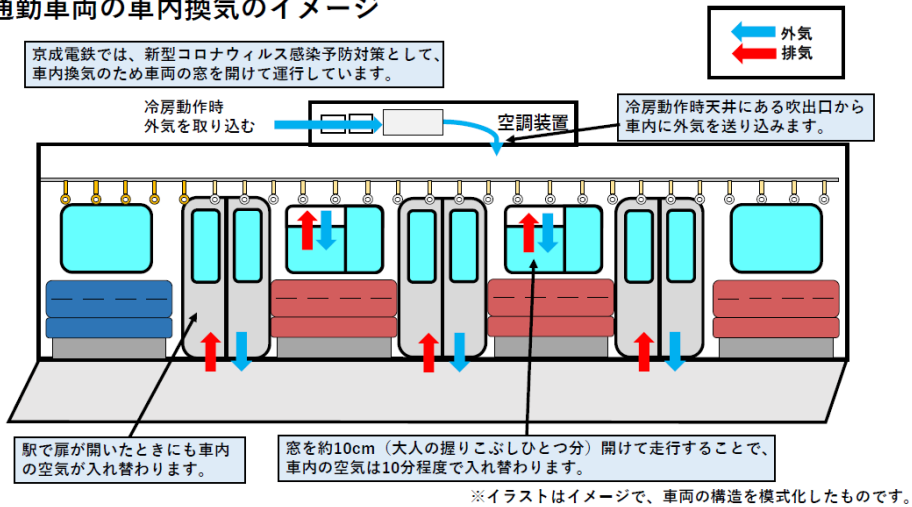 通勤車両の車内換気のイメージ
外気
排気
京成電鉄では、新型コロナウィルス感染予防対策として、
車内換気のため車両の窓を開けて運行しています。
冷房動作時
外気を取り込む
空調装置
冷房動作時天井にある吹出口から
車内に外気を送り込みます。
駅で扉が開いたときにも車内
の空気が入れ替わります。
窓を約10cm（大人の握りこぶしひとつ分）開けて走行することで、
車内の空気は10分程度で入れ替わります。
※イラストはイメージで、車両の構造を模式化したものです。